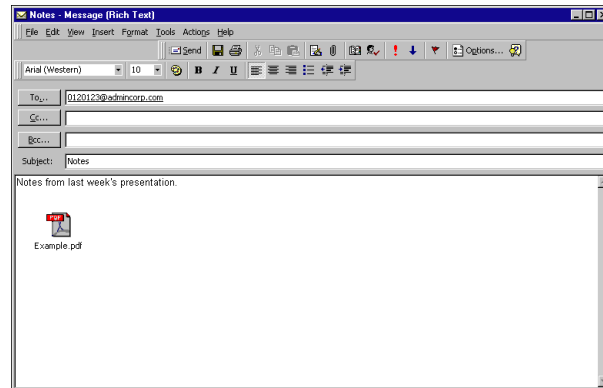 Notes - Message (Rich Text)
File Edit View Insert Format Tools Actions Help
Send Options...
Arial (Western) 10 B I U
To... 0120123@admincorp.com
Cc...
Bcc...
Subject: Notes
Notes from last week's presentation.
PDF
Example.pdf